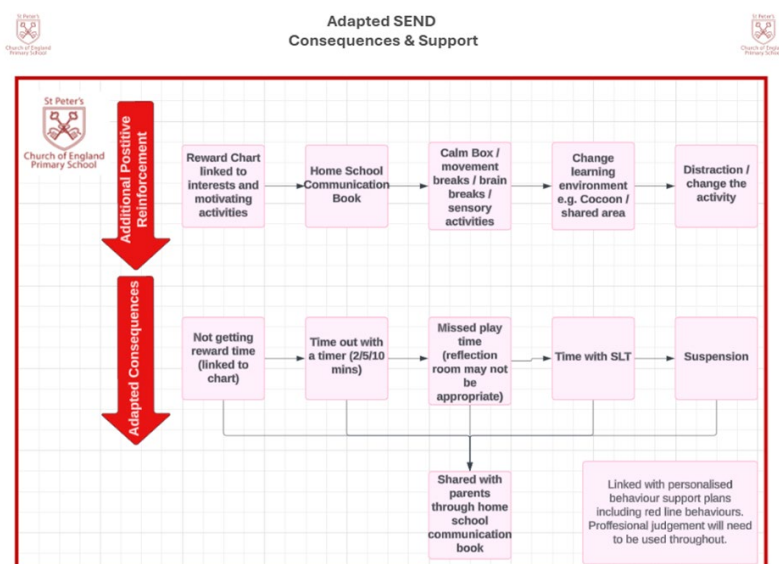 Adapted SEND
Consequences & Support
St Peter's
Church of England
Primary School
St Peter's
Church of England
Primary School
St Peter's
Church of England
Primary School
Additional Postitive
Reinforcement
Reward Chart
linked to
interests and
motivating
activities
Home School
Communication
Book
Calm Box /
movement
breaks / brain
breaks /
sensory
activities
Change
learning
environment
e.g. Cocoon /
shared area
Distraction /
change the
activity
Adapted Consequences
Not getting
reward time
(linked to
chart)
Time out with
a timer (2/5/10
mins)
Missed play
time
(reflection
room may not
be
appropriate)
Time with SLT
Suspension
Shared with
parents
through home
school
communication
book
Linked with personalised
behaviour support plans
including red line behaviours.
Proffesional judgement will need
to be used throughout.